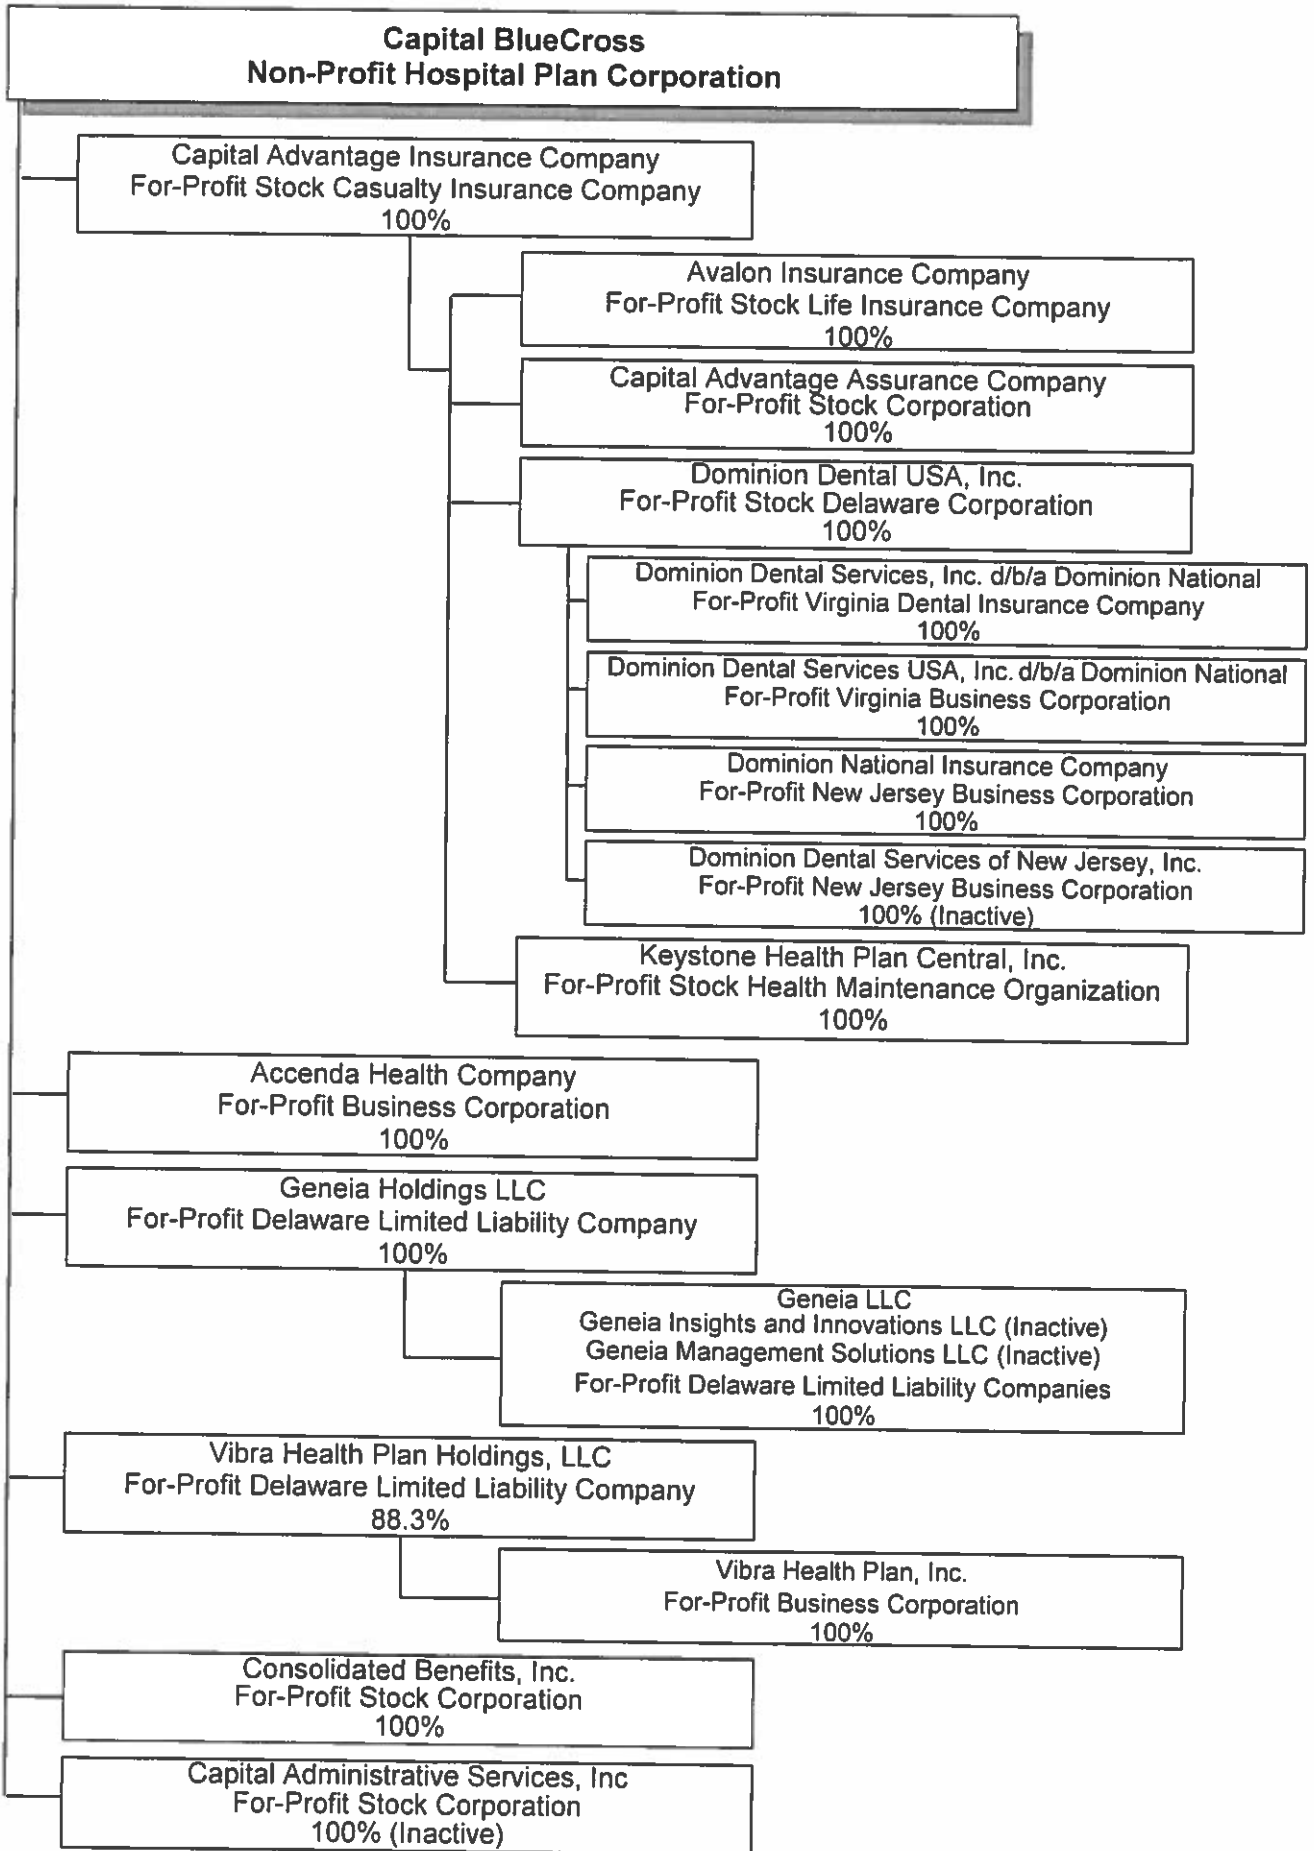 Capital BlueCross
Non-Profit Hospital Plan Corporation
Capital Advantage Insurance Company
For-Profit Stock Casualty Insurance Company
100%
Avalon Insurance Company
For-Profit Stock Life Insurance Company
100%
Capital Advantage Assurance Company
For-Profit Stock Corporation
100%
Dominion Dental USA, Inc.
For-Profit Stock Delaware Corporation
100%
Dominion Dental Services, Inc. d/b/a Dominion National
For-Profit Virginia Dental Insurance Company
100%
Dominion Dental Services USA, Inc. d/b/a Dominion National
For-Profit Virginia Business Corporation
100%
Dominion National Insurance Company
For-Profit New Jersey Business Corporation
100%
Dominion Dental Services of New Jersey, Inc.
For-Profit New Jersey Business Corporation
100% (Inactive)
Keystone Health Plan Central, Inc.
For-Profit Stock Health Maintenance Organization
100%
Accenda Health Company
For-Profit Business Corporation
100%
Geneia Holdings LLC
For-Profit Delaware Limited Liability Company
100%
Geneia LLC
Geneia Insights and Innovations LLC (Inactive)
Geneia Management Solutions LLC (Inactive)
For-Profit Delaware Limited Liability Companies
100%
Vibra Health Plan Holdings, LLC
For-Profit Delaware Limited Liability Company
88.3%
Vibra Health Plan, Inc.
For-Profit Business Corporation
100%
Consolidated Benefits, Inc.
For-Profit Stock Corporation
100%
Capital Administrative Services, Inc
For-Profit Stock Corporation
100% (Inactive)